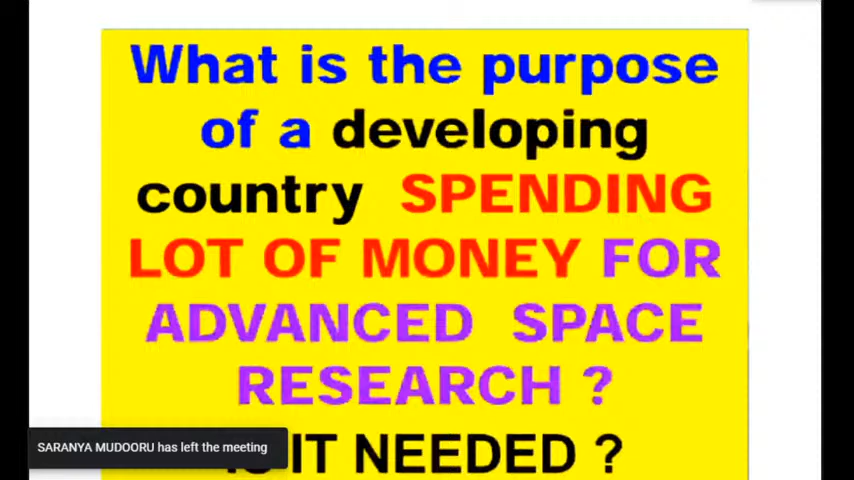 What is the purpose
of a developing
country SPENDING
LOT OF MONEY FOR
ADVANCED SPACE
RESEARCH ?
IT NEEDED ?
SARANYA MUDOORU has left the meeting